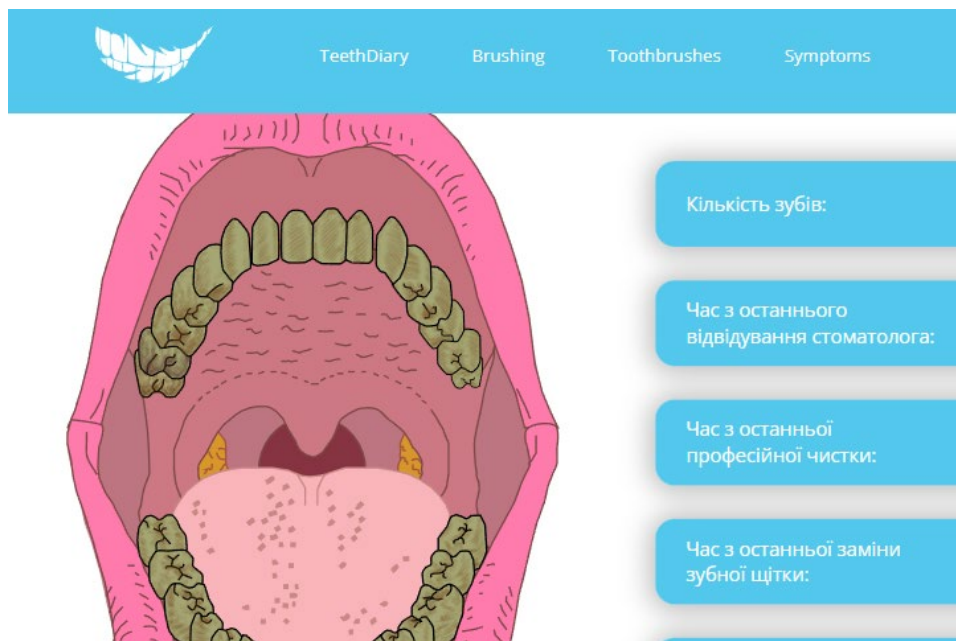 TeethDiary Brushing Toothbrushes Symptoms
Кількість зубів:
Час з останнього
відвідування стоматолога:
Час з останньої
професійної чистки:
Час з останньої заміни
зубної щітки: